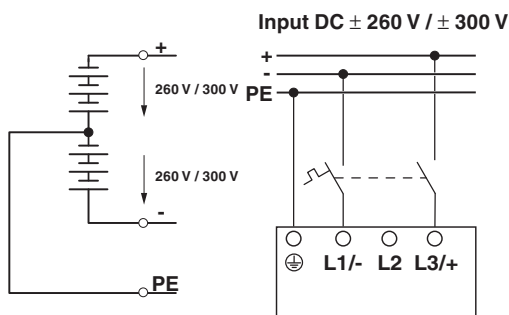 Input DC ± 260 V / ± 300 V
+
260 V / 300 V
260 V / 300 V
-
PE
+
-
PE
L1/- L2 L3/+